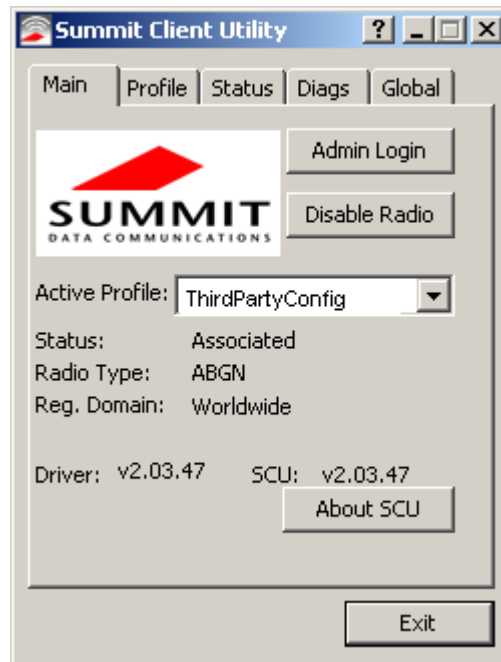 Summit Client Utility ?
Main Profile Status Diags Global
SUMMIT
DATA COMMUNICATIONS
Admin Login
Disable Radio
Active Profile: ThirdPartyConfig
Status: Associated
Radio Type: ABGN
Reg. Domain: Worldwide
Driver: v2.03.47 SCU: v2.03.47
About SCU
Exit